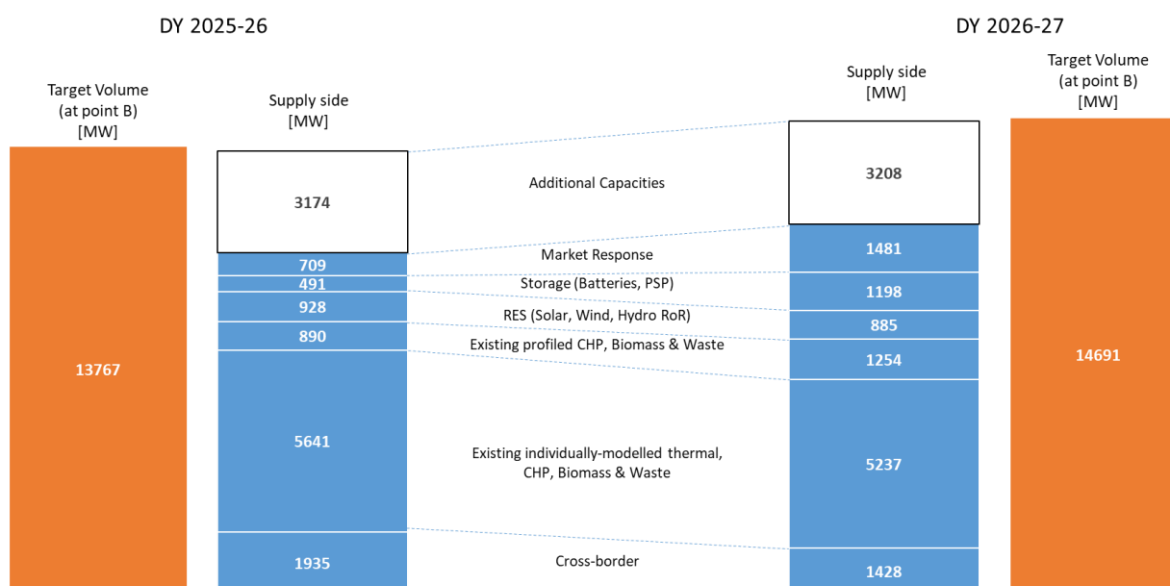 DY 2025-26
DY 2026-27
Target Volume
(at point B)
[MW]
Supply side
[MW]
Supply side
[MW]
Target Volume
(at point B)
[MW]
3174
Additional Capacities
3208
709
Market Response
1481
491
Storage (Batteries, PSP)
1198
928
RES (Solar, Wind, Hydro RoR)
885
890
Existing profiled CHP, Biomass & Waste
1254
13767
14691
5641
Existing individually-modelled thermal,
CHP, Biomass & Waste
5237
1935
Cross-border
1428